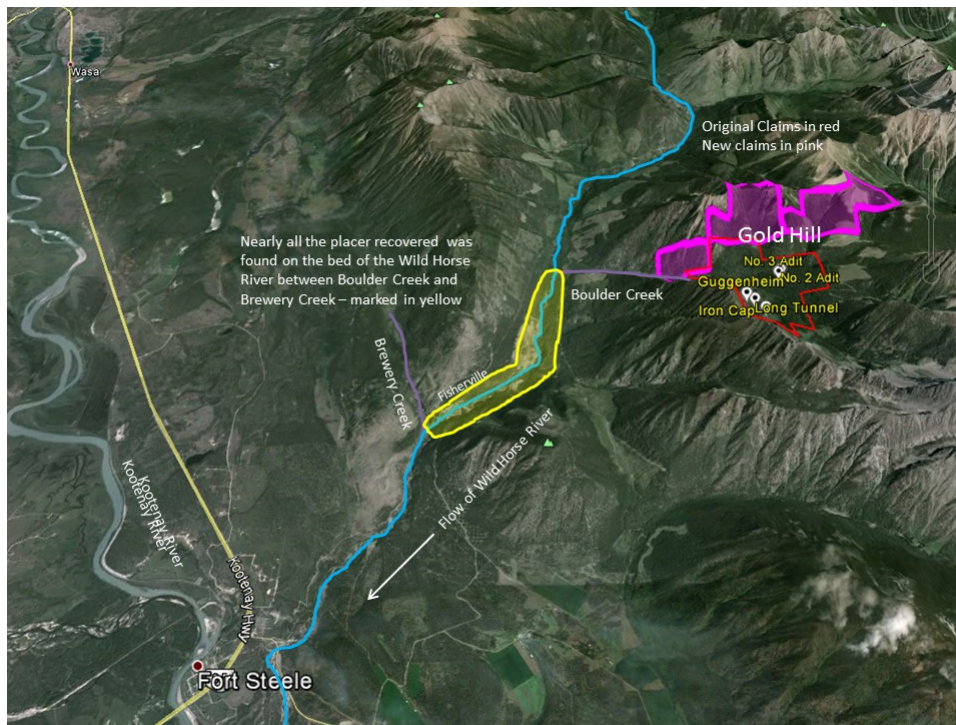 Wasa
Original Claims in red
New claims in pink
Nearly all the placer recovered was
found on the bed of the Wild Horse
River between Boulder Creek and
Brewery Creek – marked in yellow
Gold Hill
No. 3 Adit
Guggenheim
No. 2 Adit
Iron Cap
Long Tunnel
Boulder Creek
Brewery Creek
Fisherville
Flow of Wild Horse River
Kootenay River
Kootenay River
Kootenay Hwy
Fort Steele